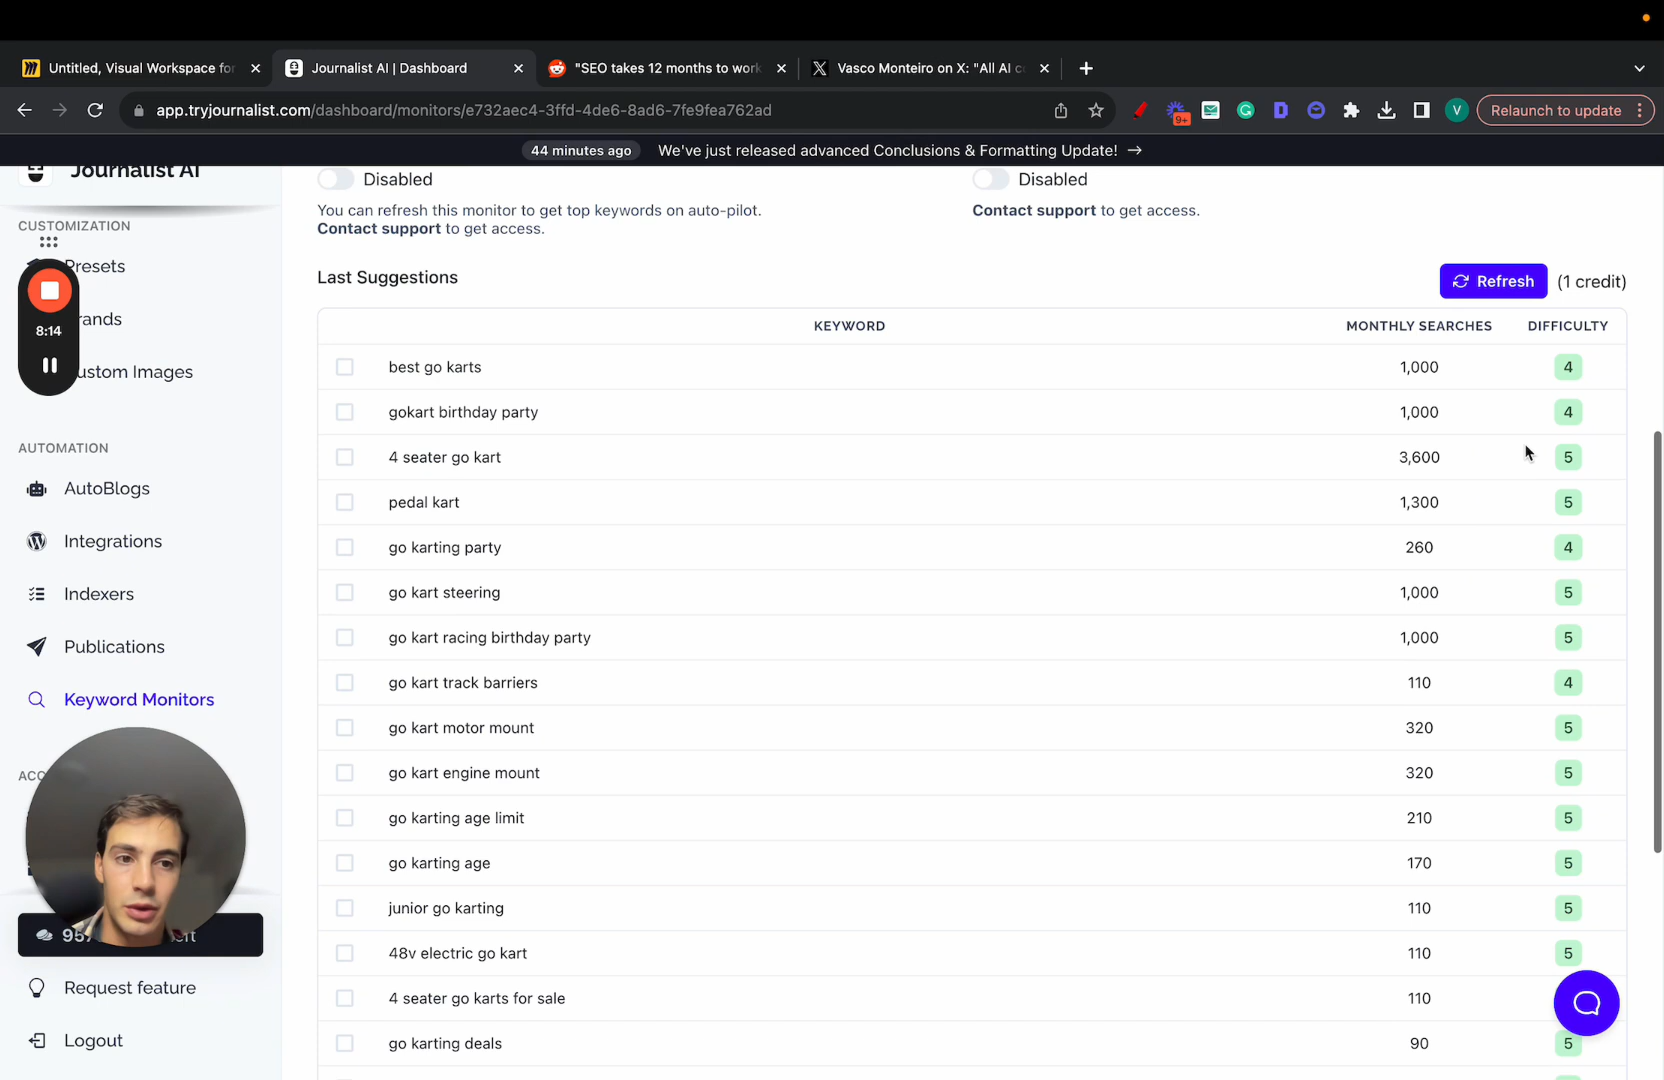 Untitled, Visual Workspace for
Journalist AI | Dashboard
"SEO takes 12 months to work
Vasco Monteiro on X: "All AI c
app.tryjournalist.com/dashboard/monitors/e732aec4-3ffd-4de6-8ad6-7fe9fea762ad
9+
V
Relaunch to update
44 minutes ago We've just released advanced Conclusions & Formatting Update! →
Journalist AI
CUSTOMIZATION
Presets
rands
ustom Images
8:14
AUTOMATION
AutoBlogs
Integrations
Indexers
Publications
Keyword Monitors
ACC
Request feature
Logout
Disabled
You can refresh this monitor to get top keywords on auto-pilot.
Contact support to get access.
Disabled
Contact support to get access.
Last Suggestions
Refresh (1 credit)
KEYWORD MONTHLY SEARCHES DIFFICULTY
best go karts 1,000 4
gokart birthday party 1,000 4
4 seater go kart 3,600 5
pedal kart 1,300 5
go karting party 260 4
go kart steering 1,000 5
go kart racing birthday party 1,000 5
go kart track barriers 110 4
go kart motor mount 320 5
go kart engine mount 320 5
go karting age limit 210 5
go karting age 170 5
junior go karting 110 5
48v electric go kart 110 5
4 seater go karts for sale 110
go karting deals 90 5